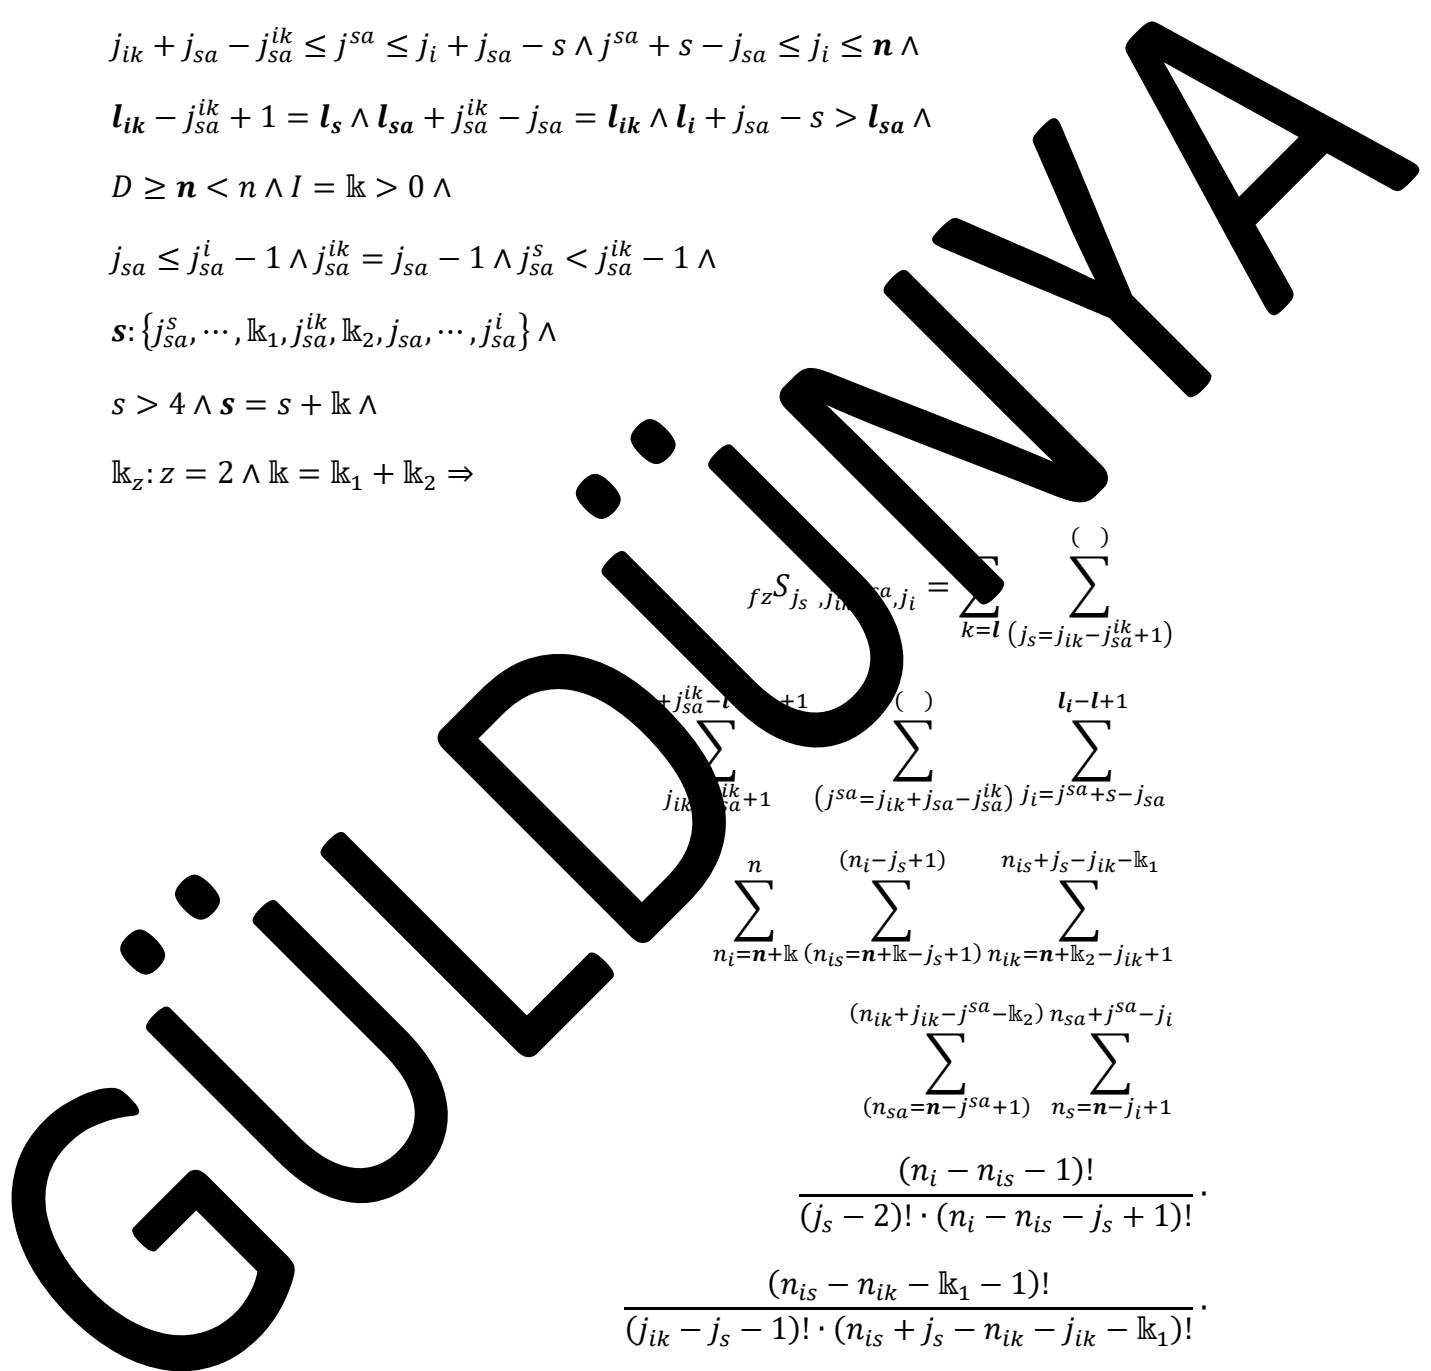 j_{ik} + j_{sa} − j_{sa}^{ik} ≤ j^{sa} ≤ j_i + j_{sa} − s ∧ j^{sa} + s − j_{sa} ≤ j_i ≤ n ∧
l_{ik} − j_{sa}^{ik} + 1 = l_s ∧ l_{sa} + j_{sa}^{ik} − j_{sa} = l_{ik} ∧ l_i + j_{sa} − s > l_{sa} ∧
D ≥ n < n ∧ I = 𝕜 > 0 ∧
j_{sa} ≤ j_{sa}^i − 1 ∧ j_{sa}^{ik} = j_{sa} − 1 ∧ j_{sa}^s < j_{sa}^{ik} − 1 ∧
s: {j_{sa}^s, ⋯, 𝕜_1, j_{sa}^{ik}, 𝕜_2, j_{sa}, ⋯, j_{sa}^i} ∧
s > 4 ∧ s = s + 𝕜 ∧
𝕜_z: z = 2 ∧ 𝕜 = 𝕜_1 + 𝕜_2 ⇒
{}_{fz}S_{j_s, j_{ik}, j^{sa}, j_i} = ∑_{k=l} ∑_{(j_s=j_{ik}−j_{sa}^{ik}+1)}^{( )}
∑ ∑_{(j^{sa}=j_{ik}+j_{sa}−j_{sa}^{ik})}^{( )} ∑_{j_i=j^{sa}+s−j_{sa}}^{l_i−l+1}
∑_{n_i=n+𝕜}^{n} ∑_{(n_{is}=n+𝕜−j_s+1)}^{(n_i−j_s+1)} ∑_{n_{ik}=n+𝕜_2−j_{ik}+1}^{n_{is}+j_s−j_{ik}−𝕜_1}
∑_{(n_{sa}=n−j^{sa}+1)}^{(n_{ik}+j_{ik}−j^{sa}−𝕜_2)} ∑_{n_s=n−j_i+1}^{n_{sa}+j^{sa}−j_i}
(n_i − n_{is} − 1)!
(j_s − 2)! · (n_i − n_{is} − j_s + 1)! ·
(n_{is} − n_{ik} − 𝕜_1 − 1)!
(j_{ik} − j_s − 1)! · (n_{is} + j_s − n_{ik} − j_{ik} − 𝕜_1)! ·
GÜLDÜNYA